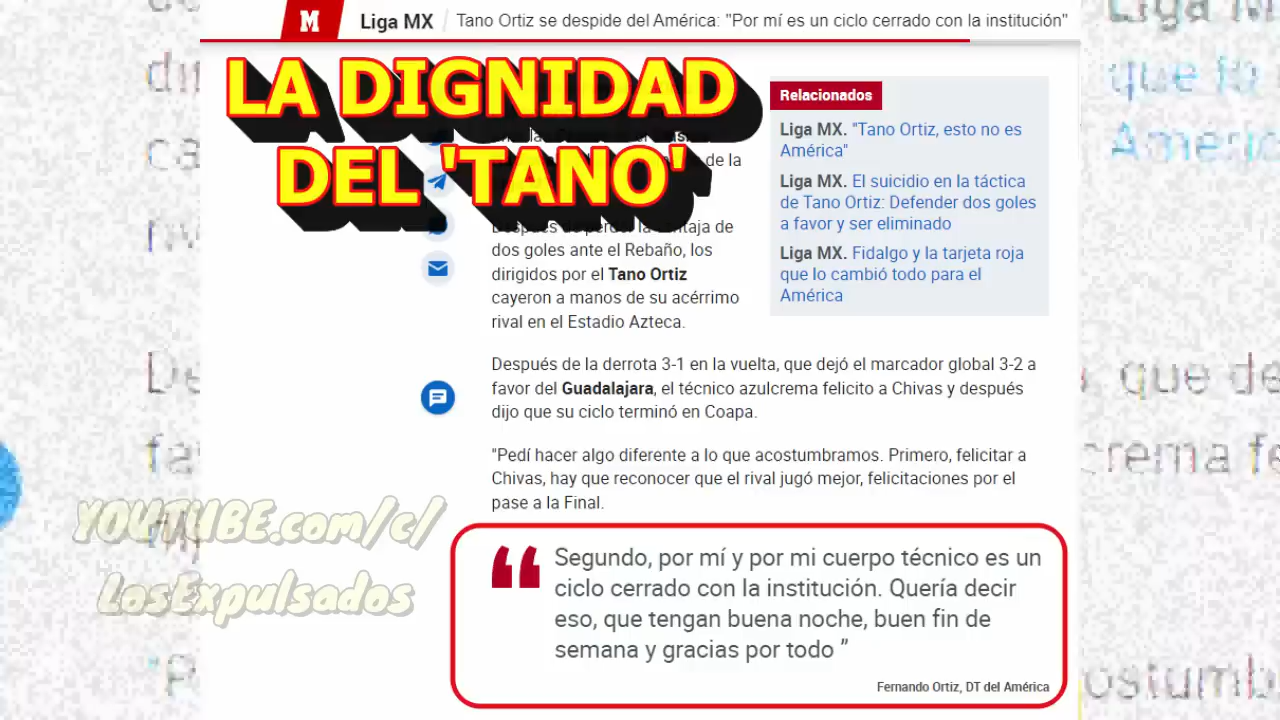 M
Liga MX
Tano Ortiz se despide del América: "Por mí es un ciclo cerrado con la institución"
LA DIGNIDAD
DEL 'TANO'
de la
Después de perder la ventaja de
dos goles ante el Rebaño, los
dirigidos por el Tano Ortiz
cayeron a manos de su acérrimo
rival en el Estadio Azteca.
Relacionados
Liga MX. "Tano Ortiz, esto no es
América"
Liga MX. El suicidio en la táctica
de Tano Ortiz: Defender dos goles
a favor y ser eliminado
Liga MX. Fidalgo y la tarjeta roja
que lo cambió todo para el
América
Después de la derrota 3-1 en la vuelta, que dejó el marcador global 3-2 a
favor del Guadalajara, el técnico azulcrema felicito a Chivas y después
dijo que su ciclo terminó en Coapa.
"Pedí hacer algo diferente a lo que acostumbramos. Primero, felicitar a
Chivas, hay que reconocer que el rival jugó mejor, felicitaciones por el
pase a la Final.
YOUTUBE.com/c/
LosExpulsados
Segundo, por mí y por mi cuerpo técnico es un
ciclo cerrado con la institución. Quería decir
eso, que tengan buena noche, buen fin de
semana y gracias por todo ”
Fernando Ortiz, DT del América